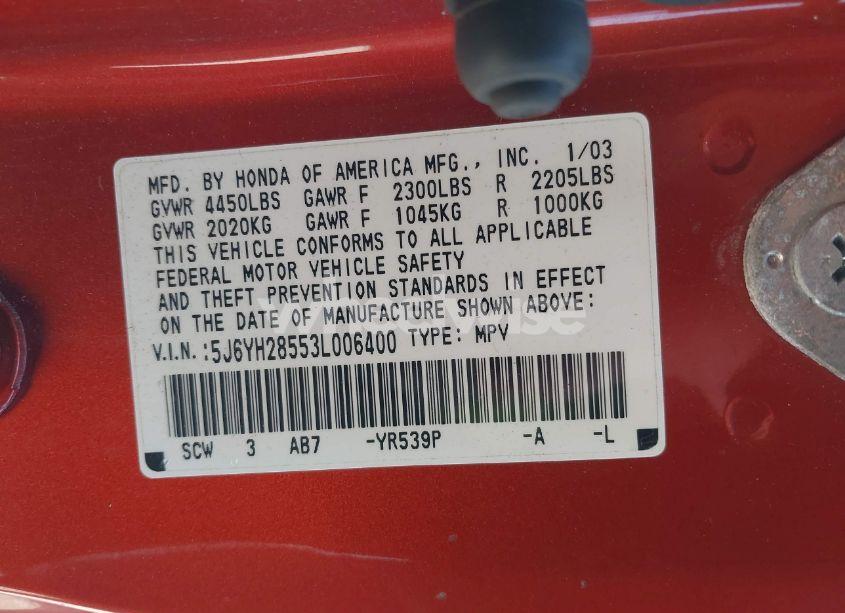 MFD. BY HONDA OF AMERICA MFG., INC. 1/03
GVWR 4450LBS GAWR F 2300LBS R 2205LBS
GVWR 2020KG GAWR F 1045KG R 1000KG
THIS VEHICLE CONFORMS TO ALL APPLICABLE
FEDERAL MOTOR VEHICLE SAFETY
AND THEFT PREVENTION STANDARDS IN EFFECT
ON THE DATE OF MANUFACTURE SHOWN ABOVE:
V.I.N.:5J6YH28553L006400 TYPE: MPV
SCW 3 AB7 -YR539P -A -L